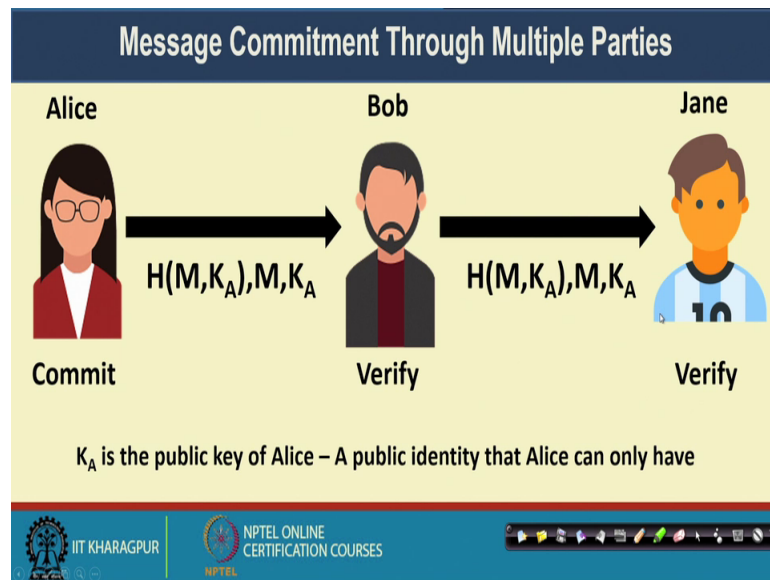 Message Commitment Through Multiple Parties
Alice
Bob
Jane
H(M,KA),M,KA
H(M,KA),M,KA
10
Commit
Verify
Verify
KA is the public key of Alice – A public identity that Alice can only have
IIT KHARAGPUR
NPTEL
NPTEL ONLINE
CERTIFICATION COURSES